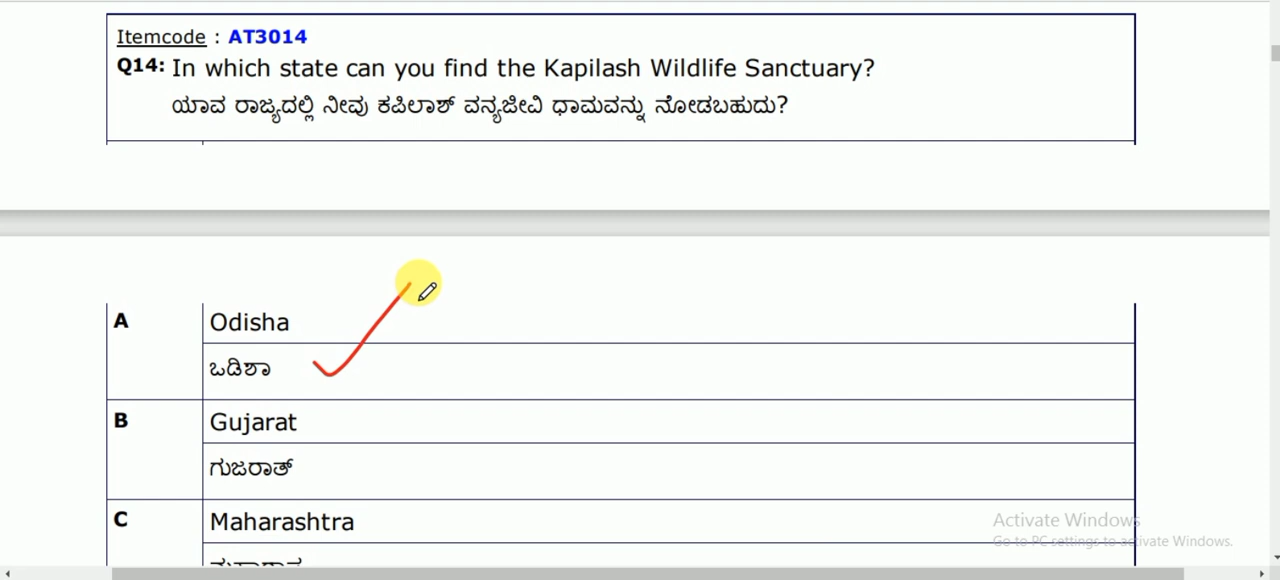 Itemcode : AT3014
Q14: In which state can you find the Kapilash Wildlife Sanctuary?
ಯಾವ ರಾಜ್ಯದಲ್ಲಿ ನೀವು ಕಪಿಲಾಶ್ ವನ್ಯಜೀವಿ ಧಾಮವನ್ನು ನೋಡಬಹುದು?
A Odisha
ಒಡಿಶಾ
B Gujarat
ಗುಜರಾತ್
C Maharashtra
Activate Windows
Go to PC settings to activate Windows.